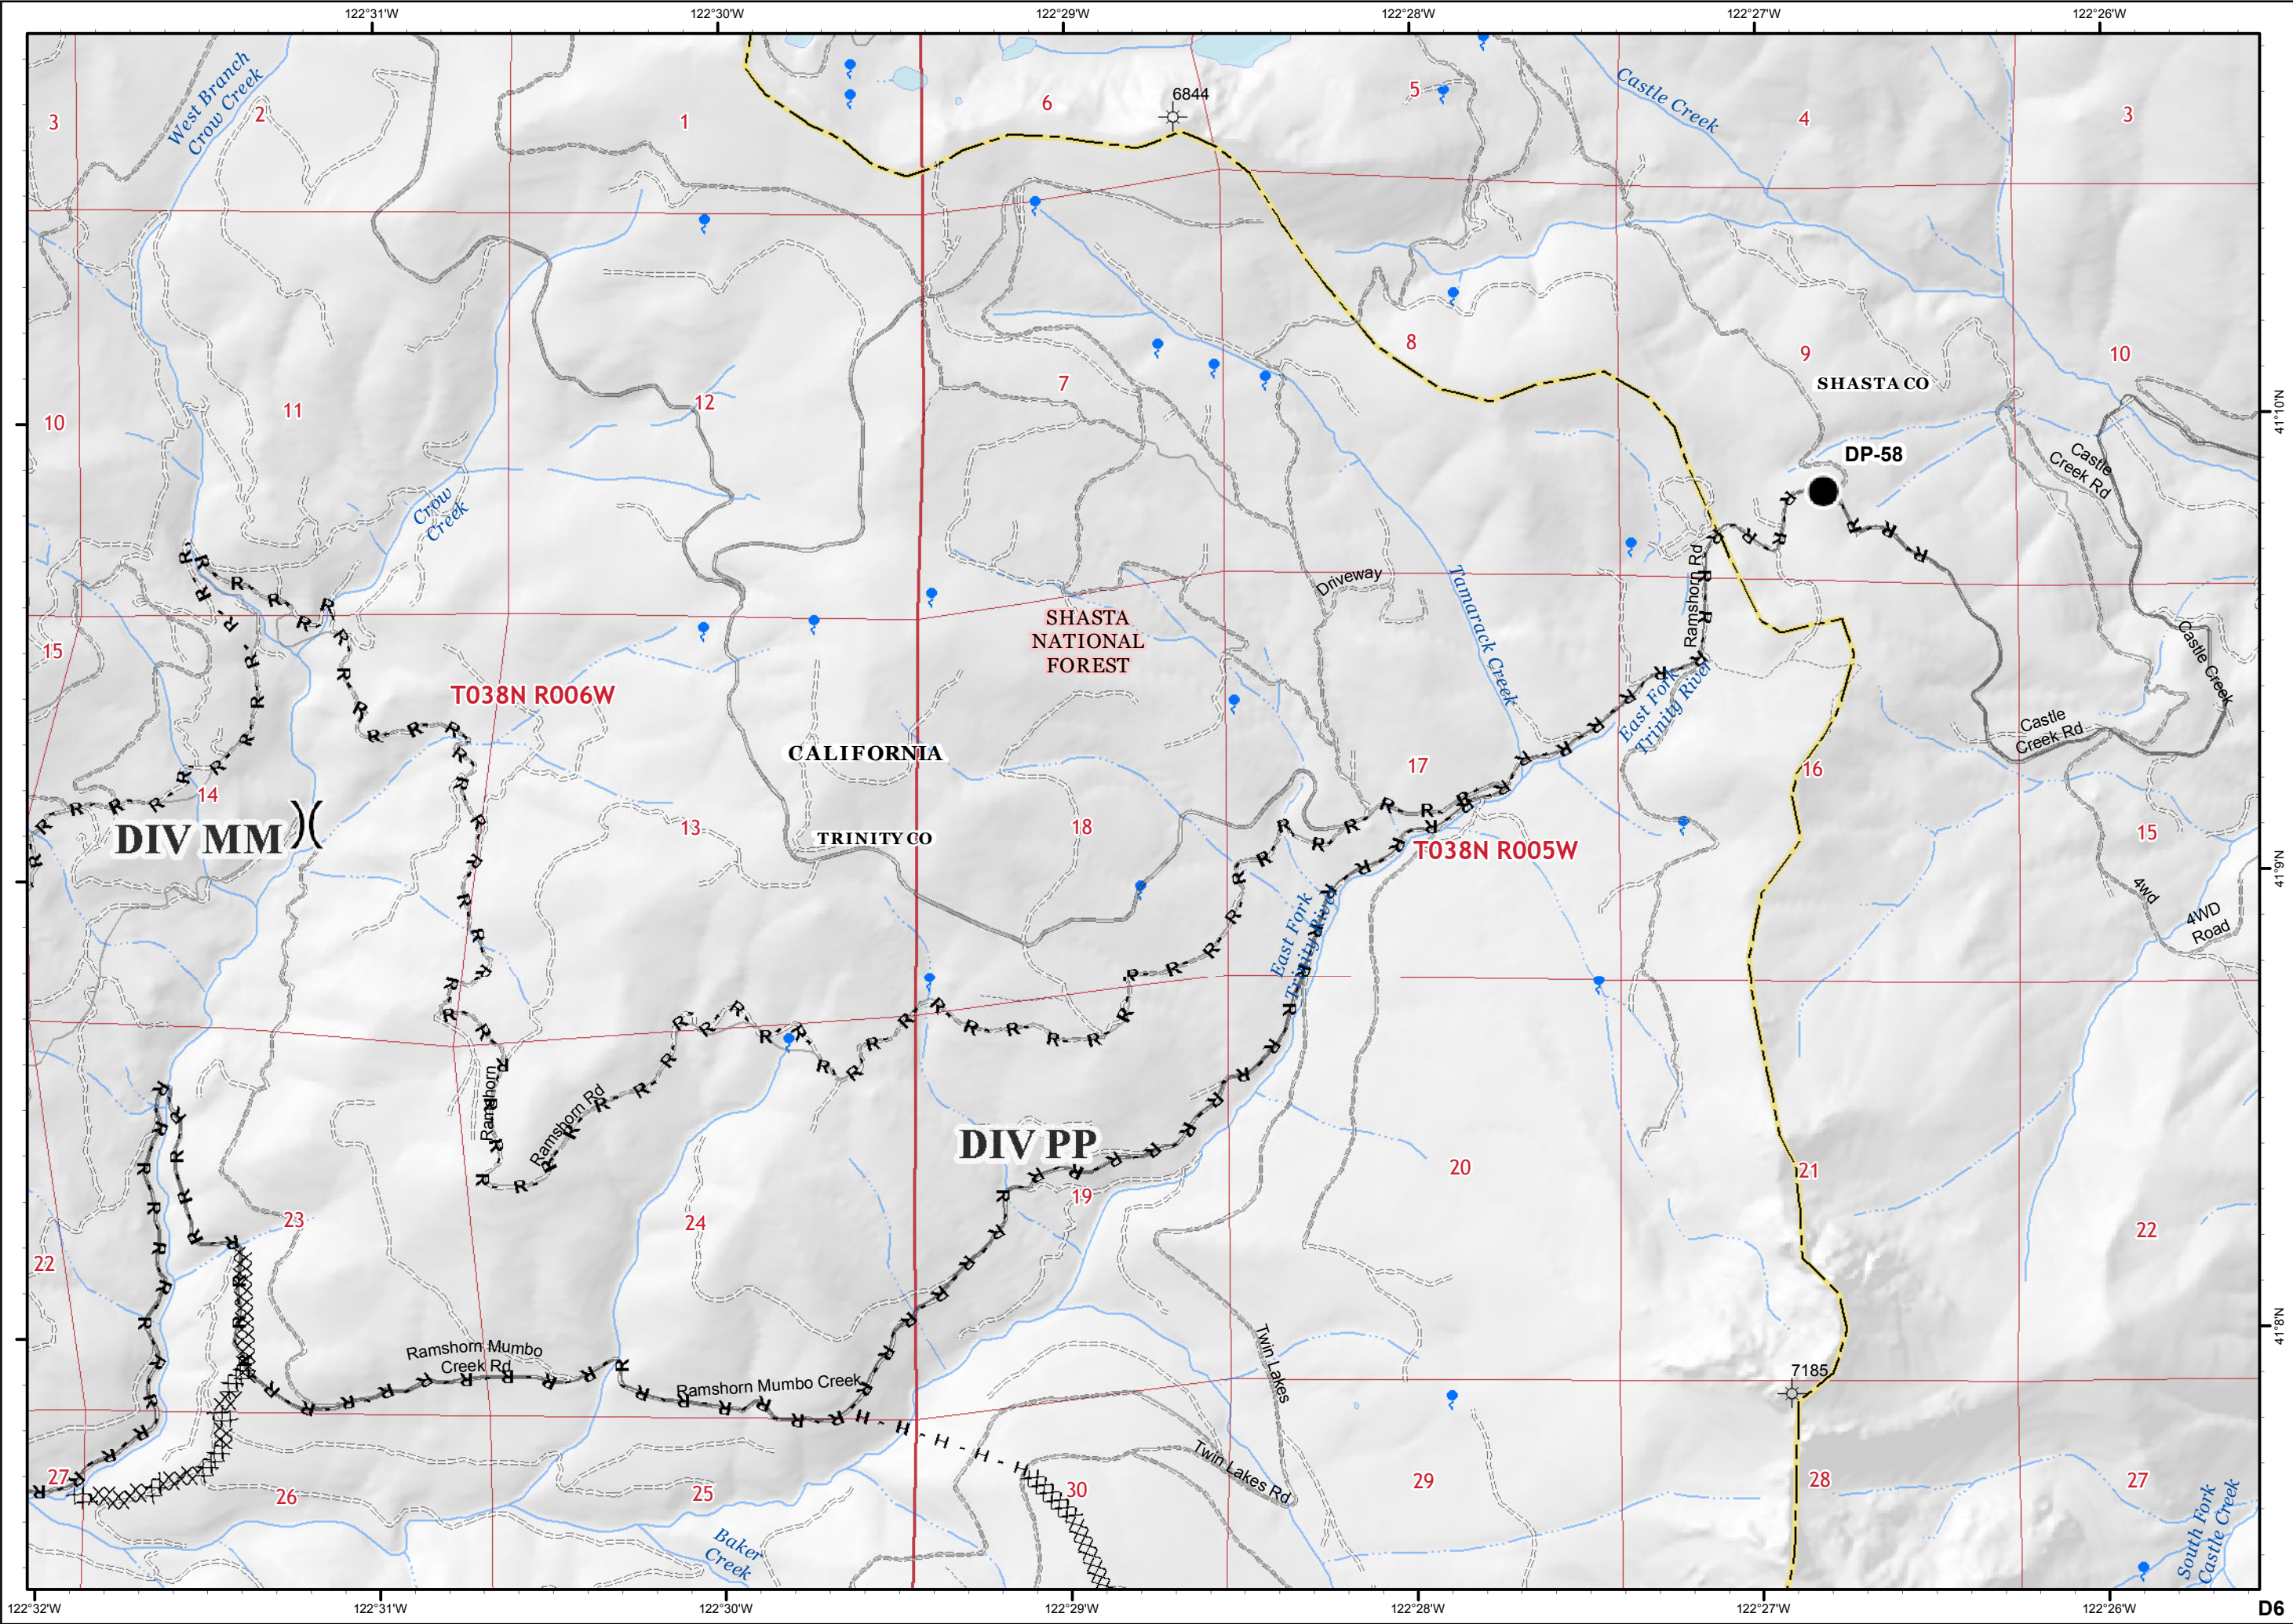 122°31'W
122°30'W
122°29'W
122°28'W
122°27'W
122°26'W
West Branch
Crow Creek
Castle Creek
3
2
1
6
6844
5
4
3
10
11
12
7
8
9
10
SHASTA CO
41°10'N
DP-58
Castle
Creek Rd
Crow
Creek
Ramshorn Rd
Driveway
Tamarack Creek
SHASTA
NATIONAL
FOREST
15
T038N R006W
East Fork
Trinity River
Castle Creek
Castle
Creek Rd
CALIFORNIA
17
16
14
DIV MM
13
TRINITY CO
18
T038N R005W
15
41°9'N
4wd
4WD
Road
East Fork
Trinity River
Ramshorn
Ramshorn Rd
DIV PP
19
20
21
22
23
24
22
41°8'N
Ramshorn Mumbo
Creek Rd
Ramshorn Mumbo Creek
Twin Lakes
7185
Twin Lakes Rd
27
26
25
30
29
28
27
Baker
Creek
South Fork
Castle Creek
122°32'W
122°31'W
122°30'W
122°29'W
122°28'W
122°27'W
122°26'W
D6